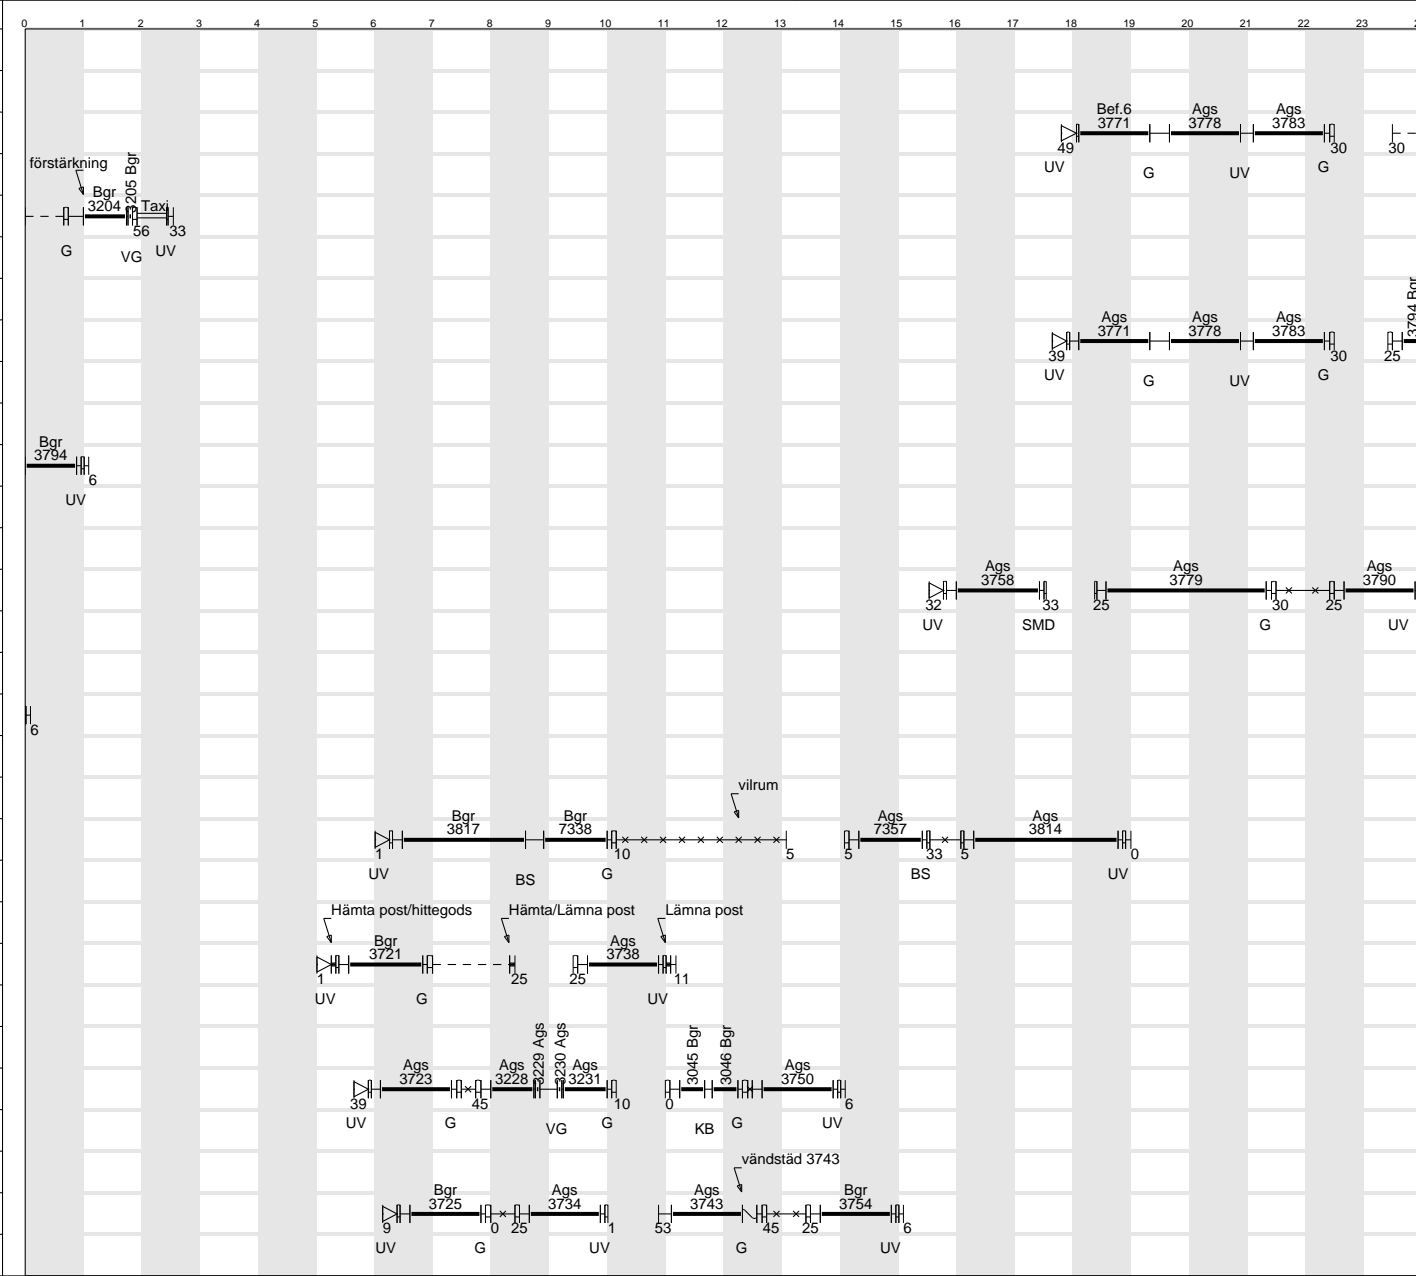 0 1 2 3 4 5 6 7 8 9 10 11 12 13 14 15 16 17 18 19 20 21 22 23
Bef.6 Ags Ags
3771 3778 3783
49 30 30
UV G UV G
förstärkning
Bgr 3205 Bgr Taxi
3204
56 33
G VG UV
Ags Ags Ags 3794 Bgr
3771 3778 3783
39 30 25
UV G UV G
Bgr
3794
6
UV
Ags Ags Ags
3758 3779 3790
32 33 25 30 25
UV SMD G UV
6
vilrum
Bgr Bgr Ags Ags
3817 7338 7357 3814
1 10 5 5 33 5 0
UV BS G BS UV
Hämta post/hittegods Hämta/Lämna post Lämna post
Bgr Ags
3721 3738
1 25 25 11
UV G UV
Ags Ags 3229 Ags 3230 Ags Ags 3045 Bgr 3046 Bgr Ags
3723 3228 3231 3750
39 45 10 0 6
UV G VG G KB G UV
vändstäd 3743
Bgr Ags Ags Bgr
3725 3734 3743 3754
9 0 25 1 53 45 25 6
UV G UV G UV